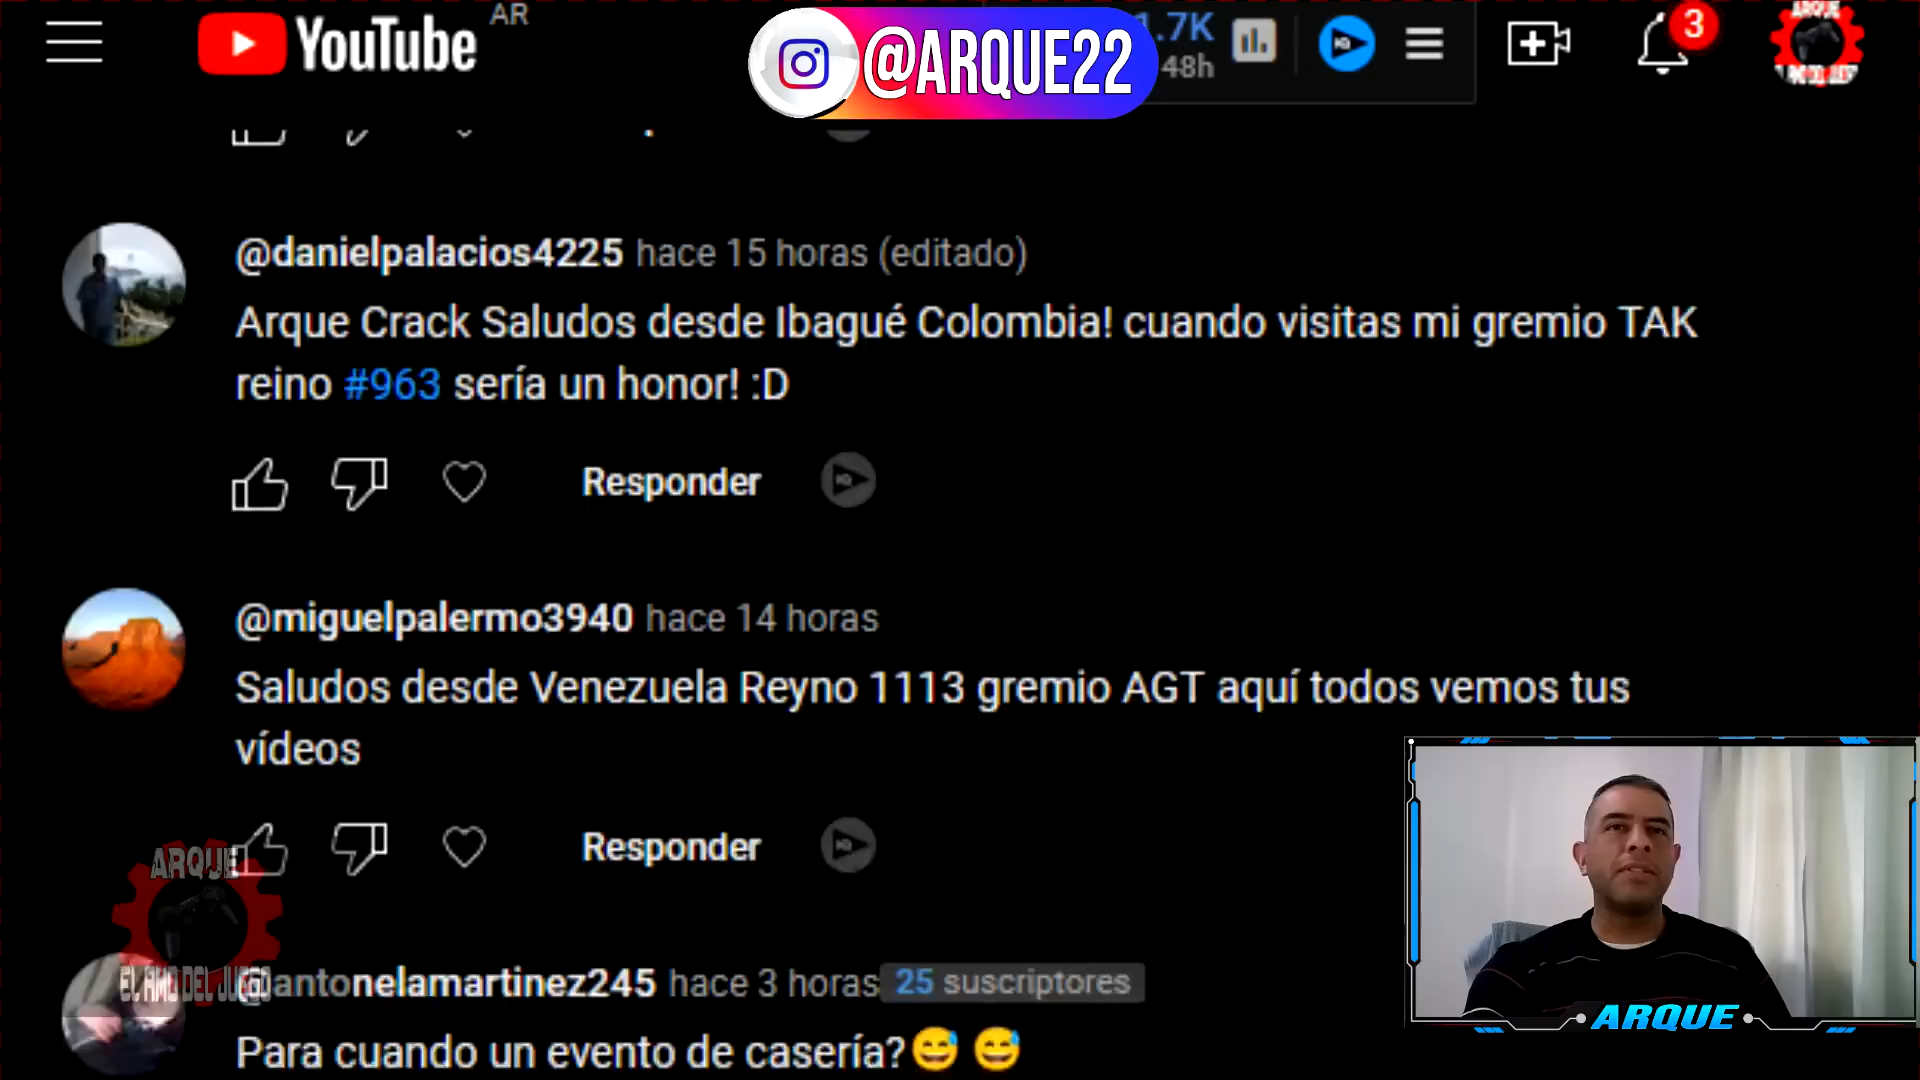 YouTube AR
@ARQUE22
1.7K
48h
3
ARQUE
@danielpalacios4225 hace 15 horas (editado)
Arque Crack Saludos desde Ibagué Colombia! cuando visitas mi gremio TAK
reino #963 sería un honor! :D
Responder
@miguelpalermo3940 hace 14 horas
Saludos desde Venezuela Reyno 1113 gremio AGT aquí todos vemos tus
vídeos
Responder
ARQUE
EL AMO DEL JUEGO
@antonelamartinez245 hace 3 horas 25 suscriptores
Para cuando un evento de casería?😅 😅
ARQUE